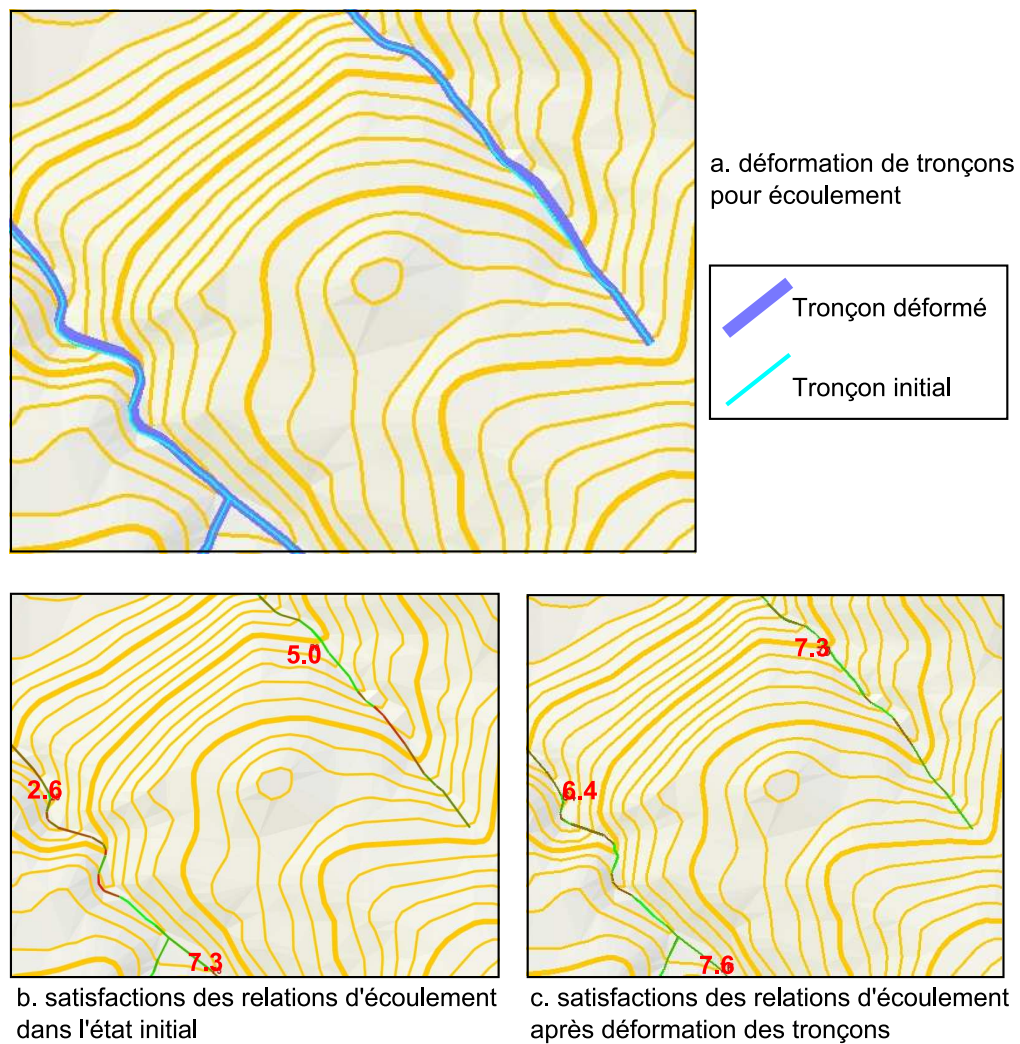 a. déformation de tronçons
pour écoulement
Tronçon déformé
Tronçon initial
5.0
2.6
7.3
7.3
6.4
7.6
b. satisfactions des relations d'écoulement
dans l'état initial
c. satisfactions des relations d'écoulement
après déformation des tronçons